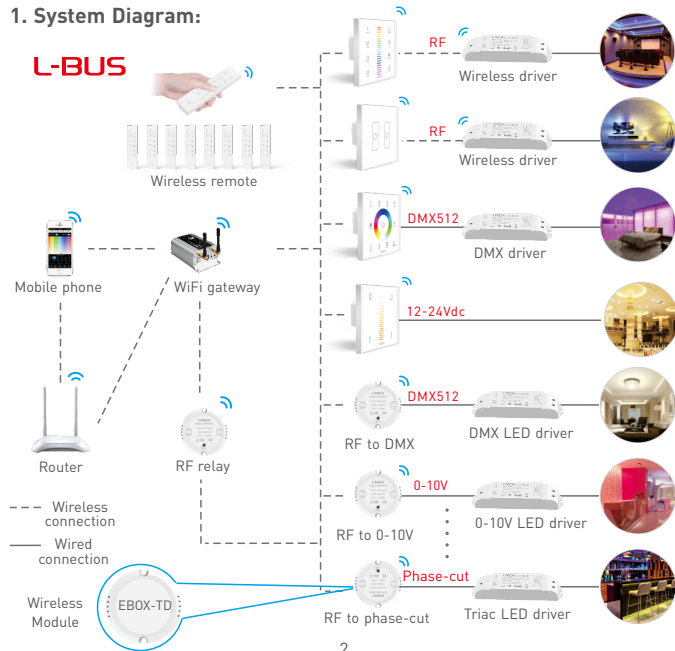 1. System Diagram:
L-BUS
RF
Wireless driver
Wireless remote
RF
Wireless driver
DMX512
DMX driver
Mobile phone
WiFi gateway
12-24Vdc
DMX512
RF to DMX
DMX LED driver
Router
RF relay
0-10V
RF to 0-10V
0-10V LED driver
Wireless
connection
Wired
connection
Phase-cut
Wireless
Module
EBOX-TD
RF to phase-cut
Triac LED driver
2